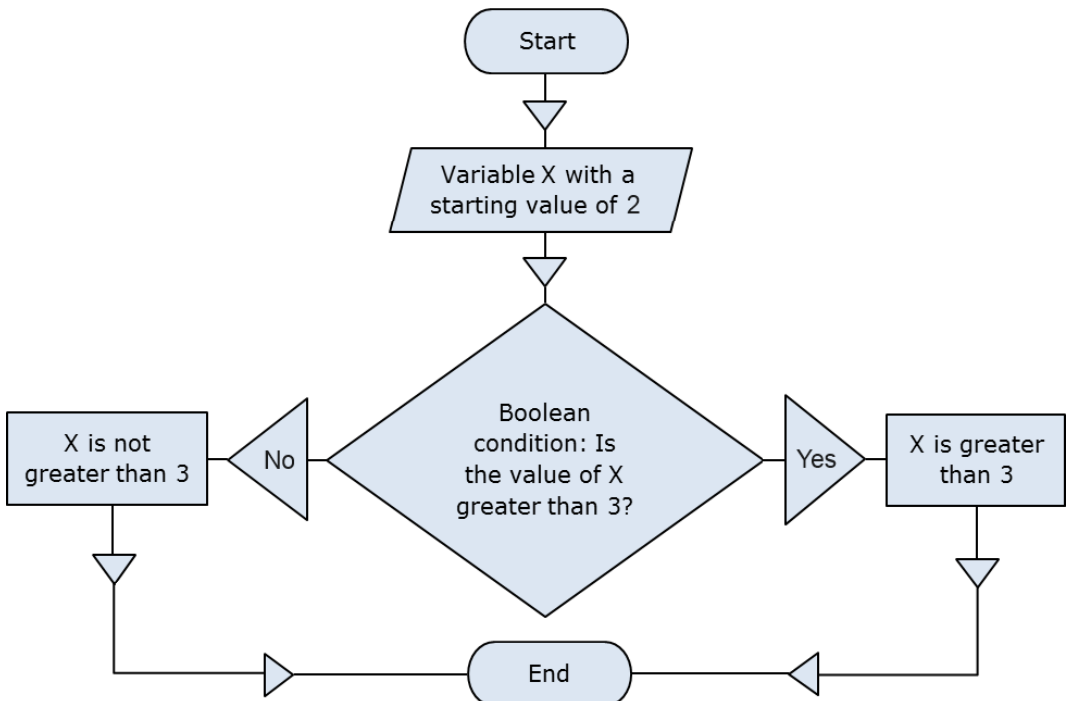 Start
Variable X with a
starting value of 2
Boolean
condition: Is
the value of X
greater than 3?
No
X is not
greater than 3
Yes
X is greater
than 3
End